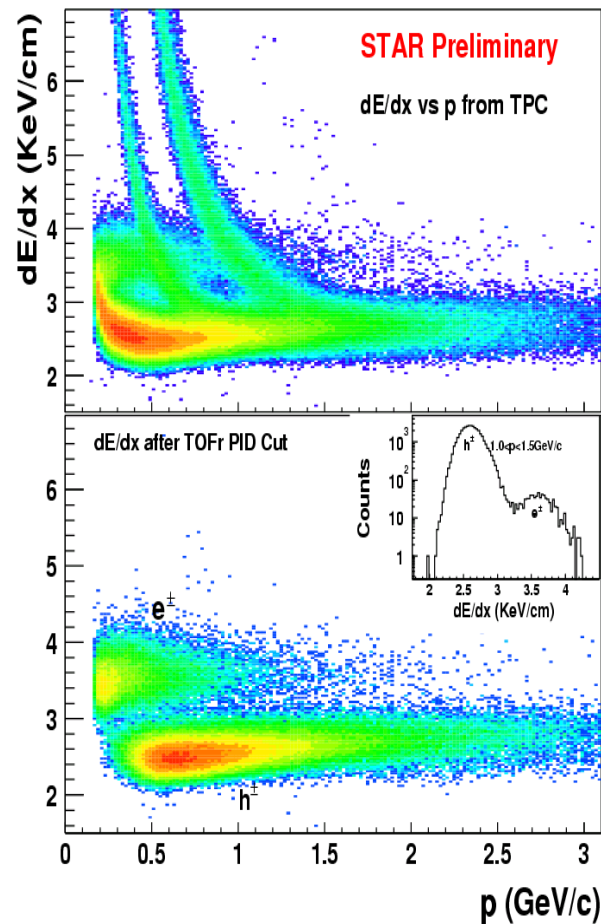 STAR Preliminary
dE/dx vs p from TPC
dE/dx (KeV/cm)
6
5
4
3
2
dE/dx after TOFr PID Cut
6
5
4
3
2
e±
h±
Counts
10³
10²
10
1
h±
1.0<p<1.5GeV/c
e±
2 2.5 3 3.5 4
dE/dx (KeV/cm)
0 0.5 1 1.5 2 2.5 3
p (GeV/c)